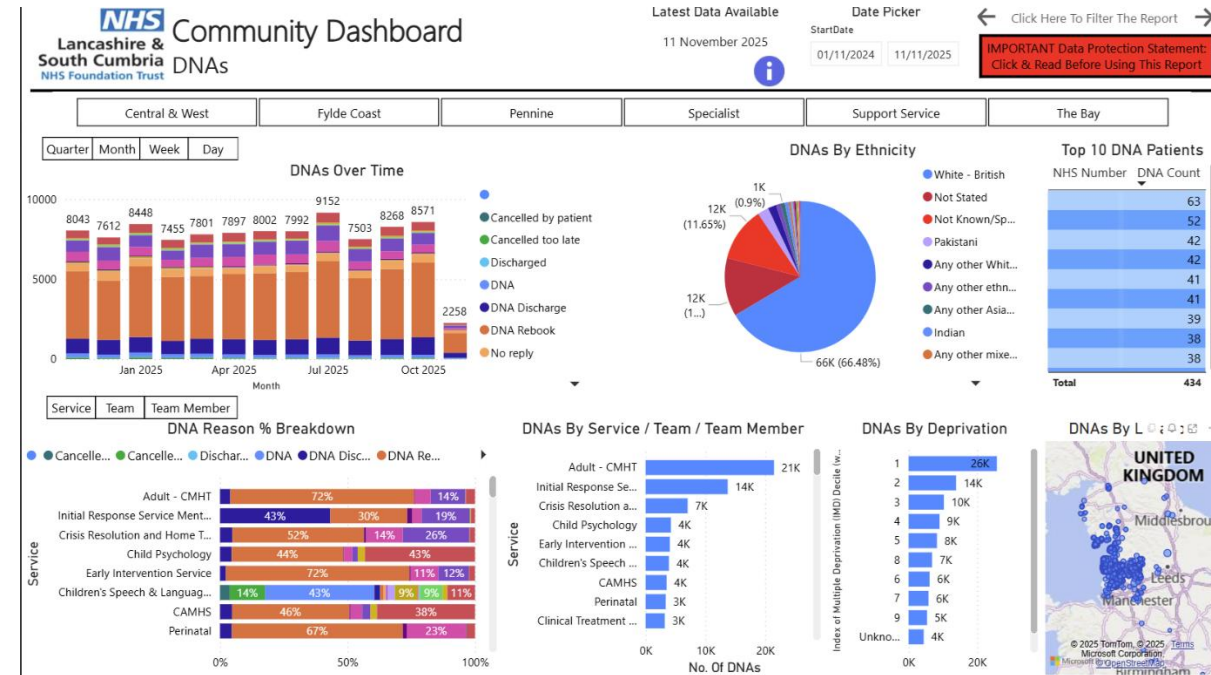 NHS
Lancashire &
South Cumbria
NHS Foundation Trust
Community Dashboard
DNAs
Latest Data Available
11 November 2025
Date Picker
StartDate
01/11/2024 11/11/2025
Click Here To Filter The Report
IMPORTANT Data Protection Statement:
Click & Read Before Using This Report
Central & West
Fylde Coast
Pennine
Specialist
Support Service
The Bay
Quarter Month Week Day
DNAs Over Time
10000
5000
0
8043 7612 8448 7455 7801 7897 8002 7992 9152 7503 8268 8571 2258
Jan 2025 Apr 2025 Jul 2025 Oct 2025
Month
Cancelled by patient
Cancelled too late
Discharged
DNA
DNA Discharge
DNA Rebook
No reply
DNAs By Ethnicity
1K
(0.9%)
12K
(11.65%)
12K
(1...)
66K (66.48%)
White - British
Not Stated
Not Known/Sp...
Pakistani
Any other Whit...
Any other ethn...
Any other Asia...
Indian
Any other mixe...
Top 10 DNA Patients
NHS Number DNA Count
63
52
42
42
41
41
39
38
38
Total 434
Service Team Team Member
DNA Reason % Breakdown
Cancelle... Cancelle... Dischar... DNA DNA Disc... DNA Re...
Service
Adult - CMHT 72% 14%
Initial Response Service Ment... 43% 30% 19%
Crisis Resolution and Home T... 52% 14% 26%
Child Psychology 44% 43%
Early Intervention Service 72% 11% 12%
Children's Speech & Languag... 14% 43% 9% 9% 11%
CAMHS 46% 38%
Perinatal 67% 23%
0% 50% 100%
DNAs By Service / Team / Team Member
Service
Adult - CMHT 21K
Initial Response Se... 14K
Crisis Resolution a... 7K
Child Psychology 4K
Early Intervention ... 4K
Children's Speech ... 4K
CAMHS 4K
Perinatal 3K
Clinical Treatment ... 3K
0K 10K 20K
No. Of DNAs
DNAs By Deprivation
Index of Multiple Deprivation (IMD) Decile (w...
1 26K
2 14K
3 10K
4 9K
5 8K
8 7K
6 6K
7 6K
9 5K
Unkno... 4K
0K 20K
DNAs By L
UNITED
KINGDOM
Middlesbrou
Leeds
Manchester
© 2025 TomTom, © 2025 Terms
Microsoft Corporation,
© OpenStreetMap
Microsoft
Birmingham